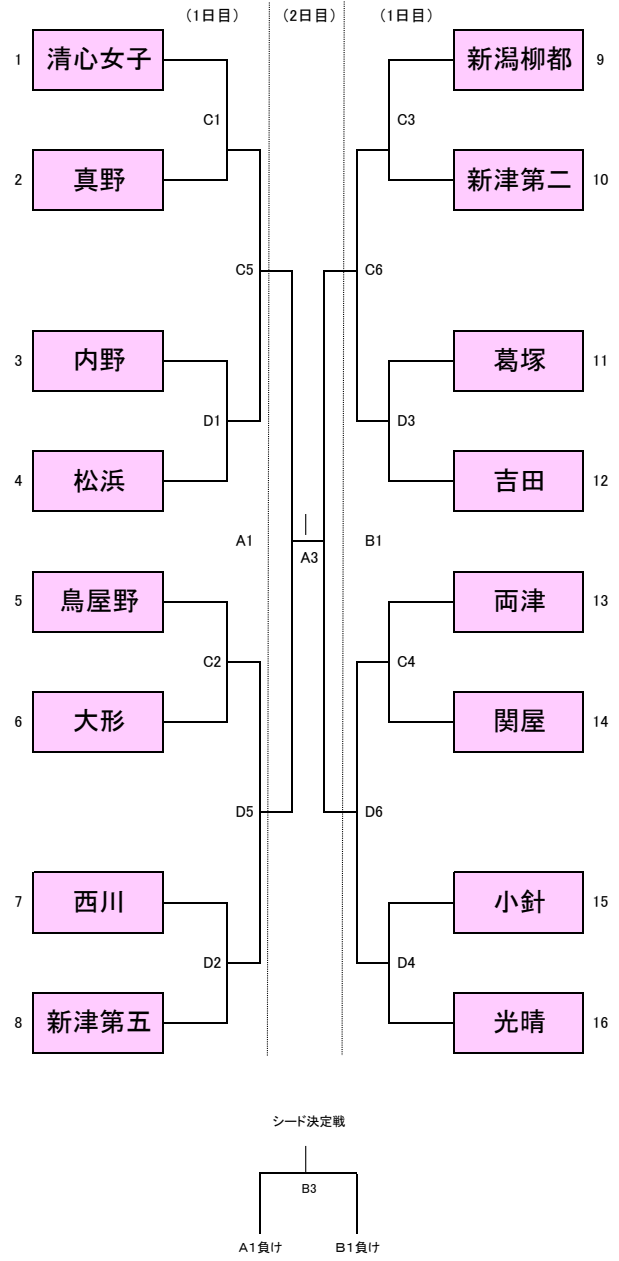 (1日目) (2日目) (1日目)
1 清心女子 新潟柳都 9
C1 C3
2 真野 新津第二 10
C5 C6
3 内野 葛塚 11
D1 D3
4 松浜 吉田 12
A1 B1
A3
5 鳥屋野 両津 13
C2 C4
6 大形 関屋 14
D5 D6
7 西川 小針 15
D2 D4
8 新津第五 光晴 16
シード決定戦
B3
A1負け B1負け